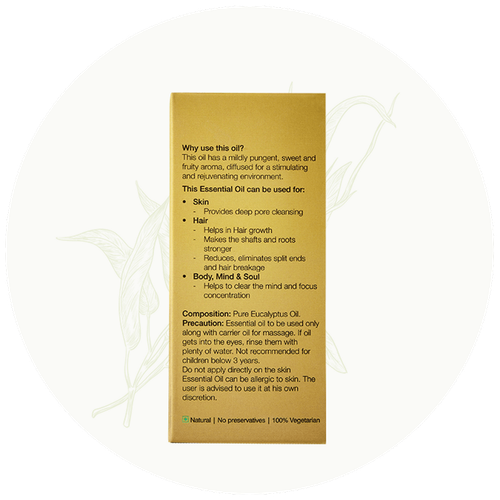 Why use this oil?
This oil has a mildly pungent, sweet and
fruity aroma, diffused for a stimulating
and rejuvenating environment.
This Essential Oil can be used for:
• Skin
- Provides deep pore cleansing
• Hair
- Helps in Hair growth
- Makes the shafts and roots
stronger
- Reduces, eliminates split ends
and hair breakage
• Body, Mind & Soul
- Helps to clear the mind and focus
concentration
Composition: Pure Eucalyptus Oil.
Precaution: Essential oil to be used only
along with carrier oil for massage. If oil
gets into the eyes, rinse them with
plenty of water. Not recommended for
children below 3 years.
Do not apply directly on the skin
Essential Oil can be allergic to skin. The
user is advised to use it at his own
discretion.
Natural | No preservatives | 100% Vegetarian